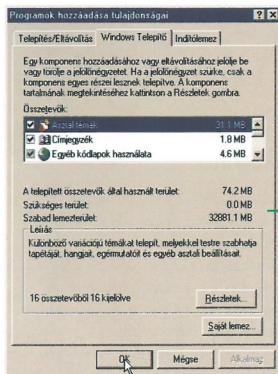 Programok hozzáadása tulajdonságai
Telepítés/Eltávolítás Windows Telepítő Indítólemez
Egy komponens hozzáadásához vagy eltávolításához jelölje be
vagy törölje a jelölőnégyzetet. Ha a jelölőnégyzet szürke, csak a
komponens egyes részei lesznek telepítve. A komponens
tartalmának megtekintéséhez kattintson a Részletek gombra.
Összetevők:
Asztal témák 31.1 MB
Címjegyzék 1.8 MB
Egyéb kódlapok használata 4.6 MB
A telepített összetevők által használt terület: 74.2 MB
Szükséges terület: 0.0 MB
Szabad lemezterület: 32881.1 MB
Leírás
Különböző variációjú témákat telepít, melyekkel testre szabhatja
tapétáját, hangjait, egérmutatóit és egyéb asztali beállításait.
16 összetevőből 16 kijelölve Részletek...
Saját lemez...
OK Mégse Alkalmaz